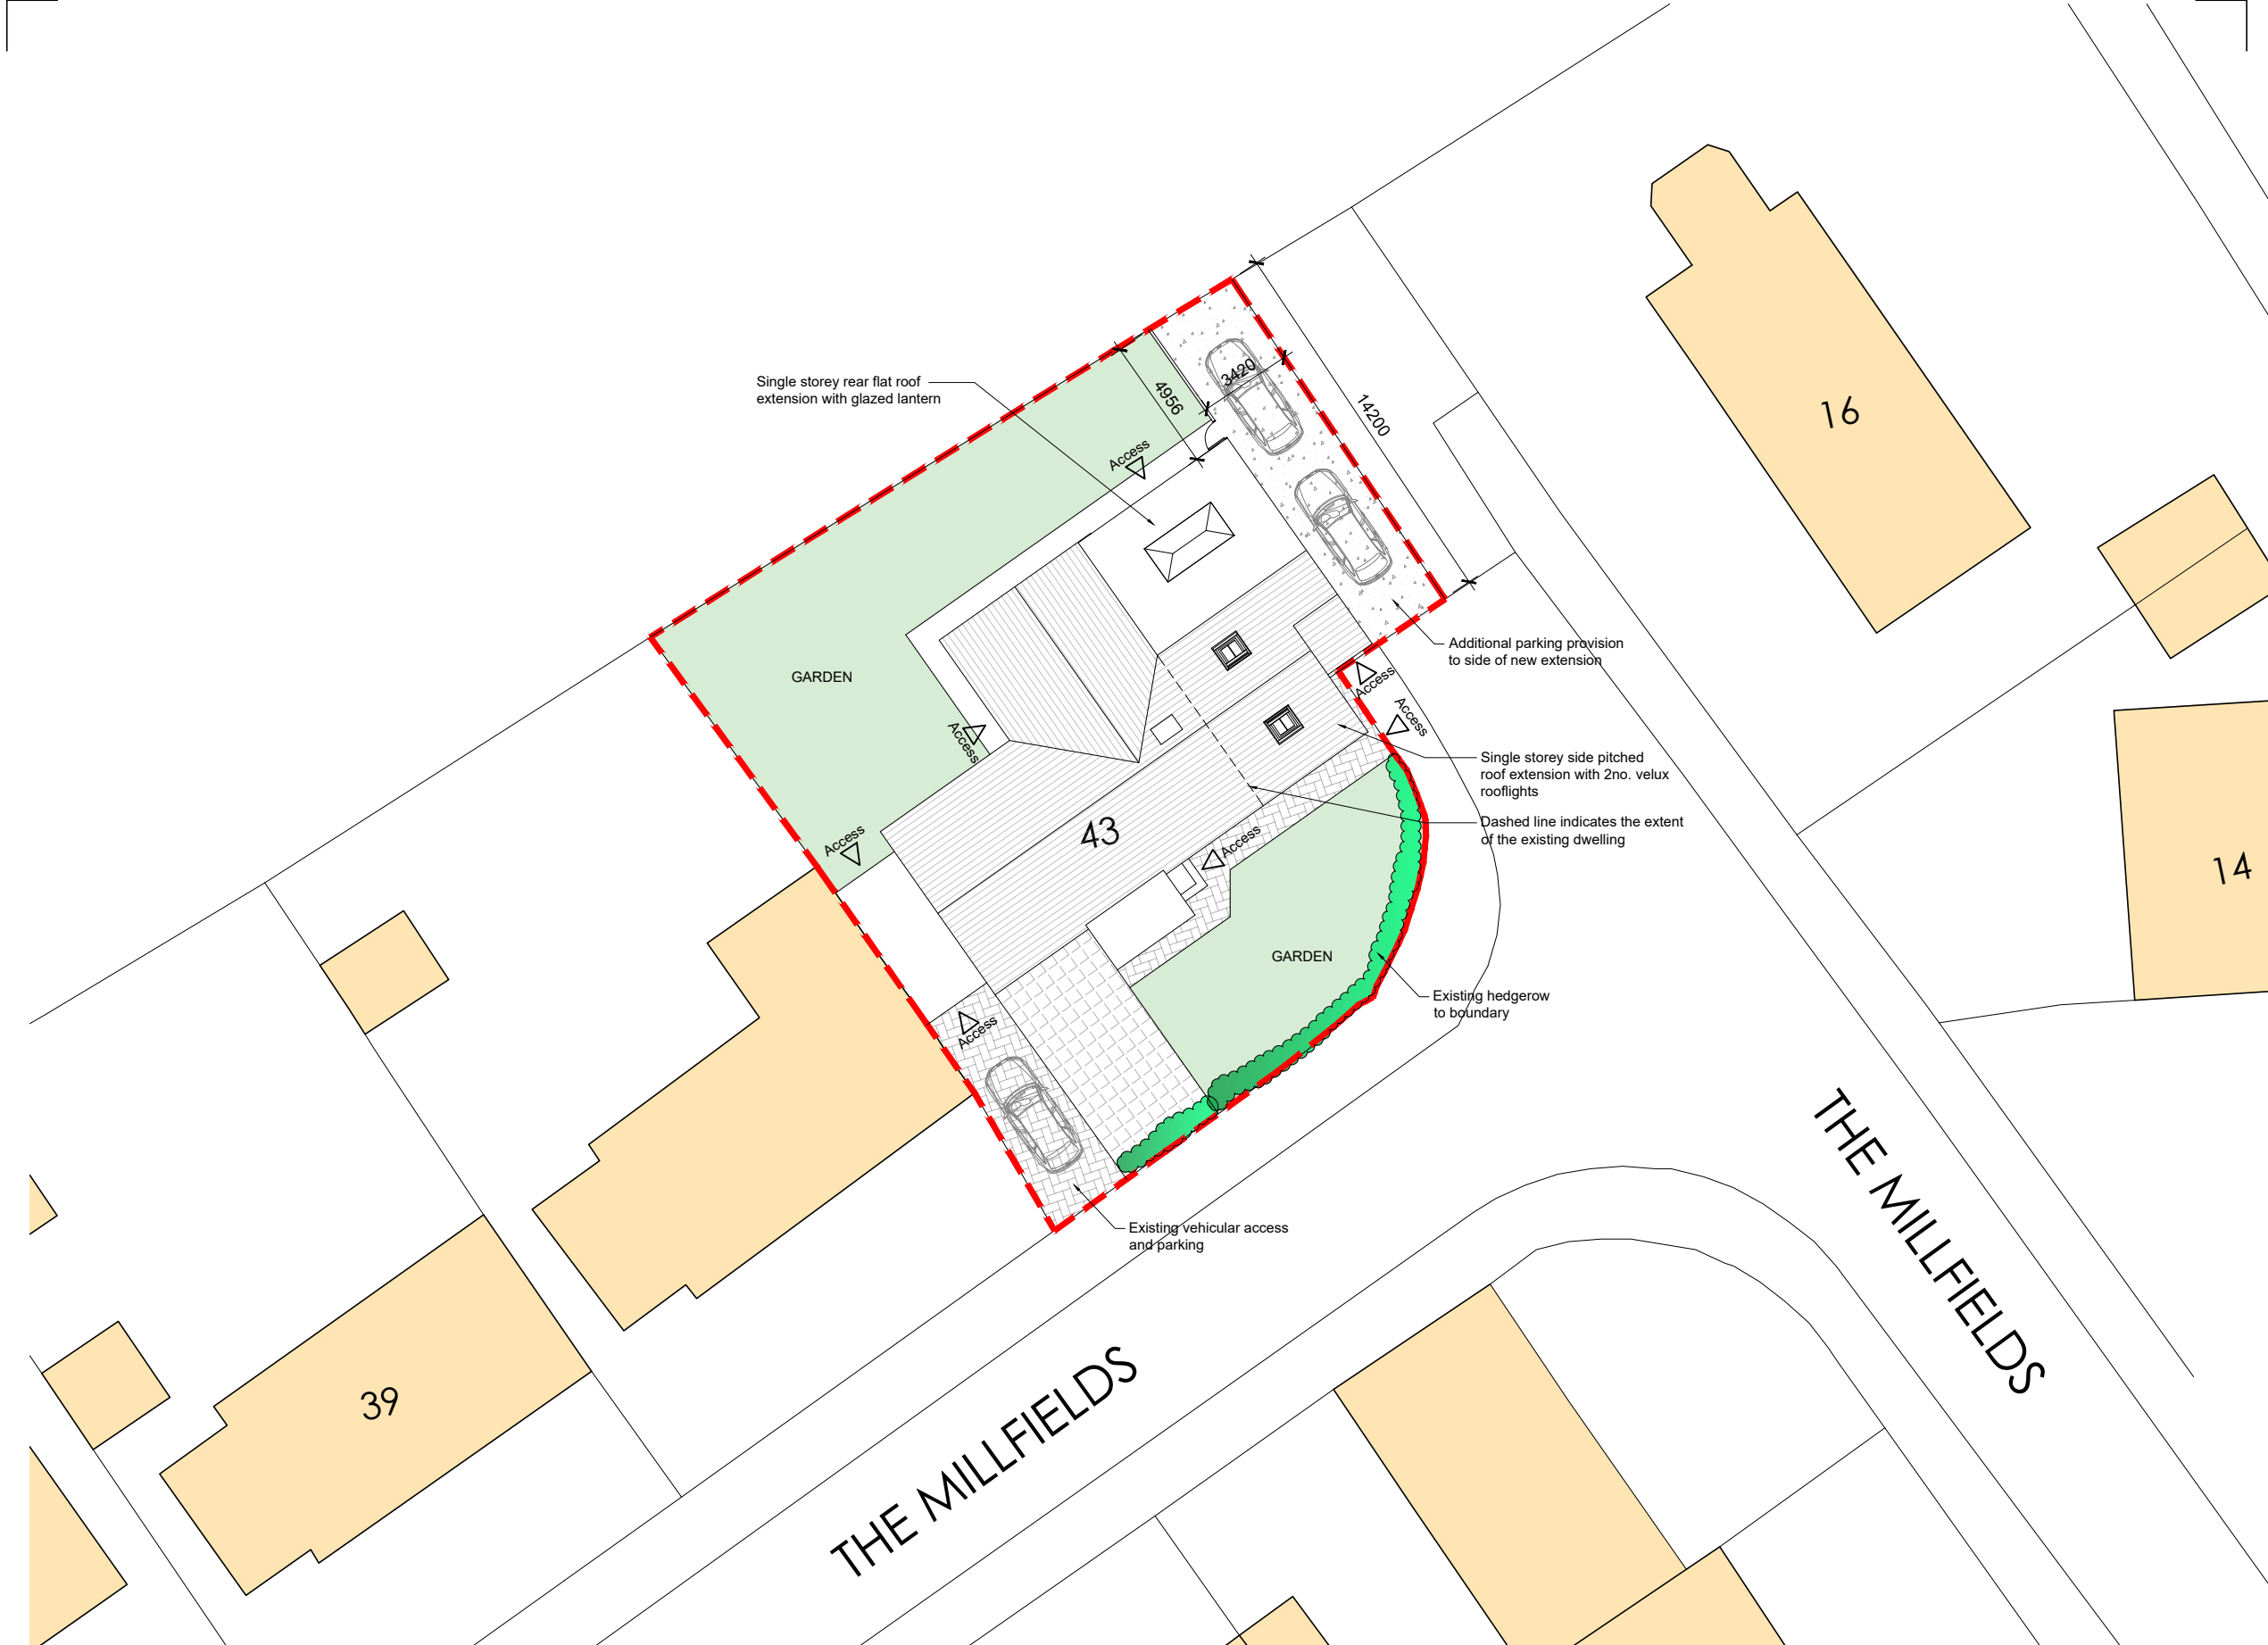 Single storey rear flat roof
extension with glazed lantern
4956
3420
14200
16
Access
GARDEN
Additional parking provision
to side of new extension
Access
Access
Access
Single storey side pitched
roof extension with 2no. velux
rooflights
Dashed line indicates the extent
of the existing dwelling
43
Access
Access
14
GARDEN
Existing hedgerow
to boundary
Access
Existing vehicular access
and parking
THE MILLFIELDS
THE MILLFIELDS
39